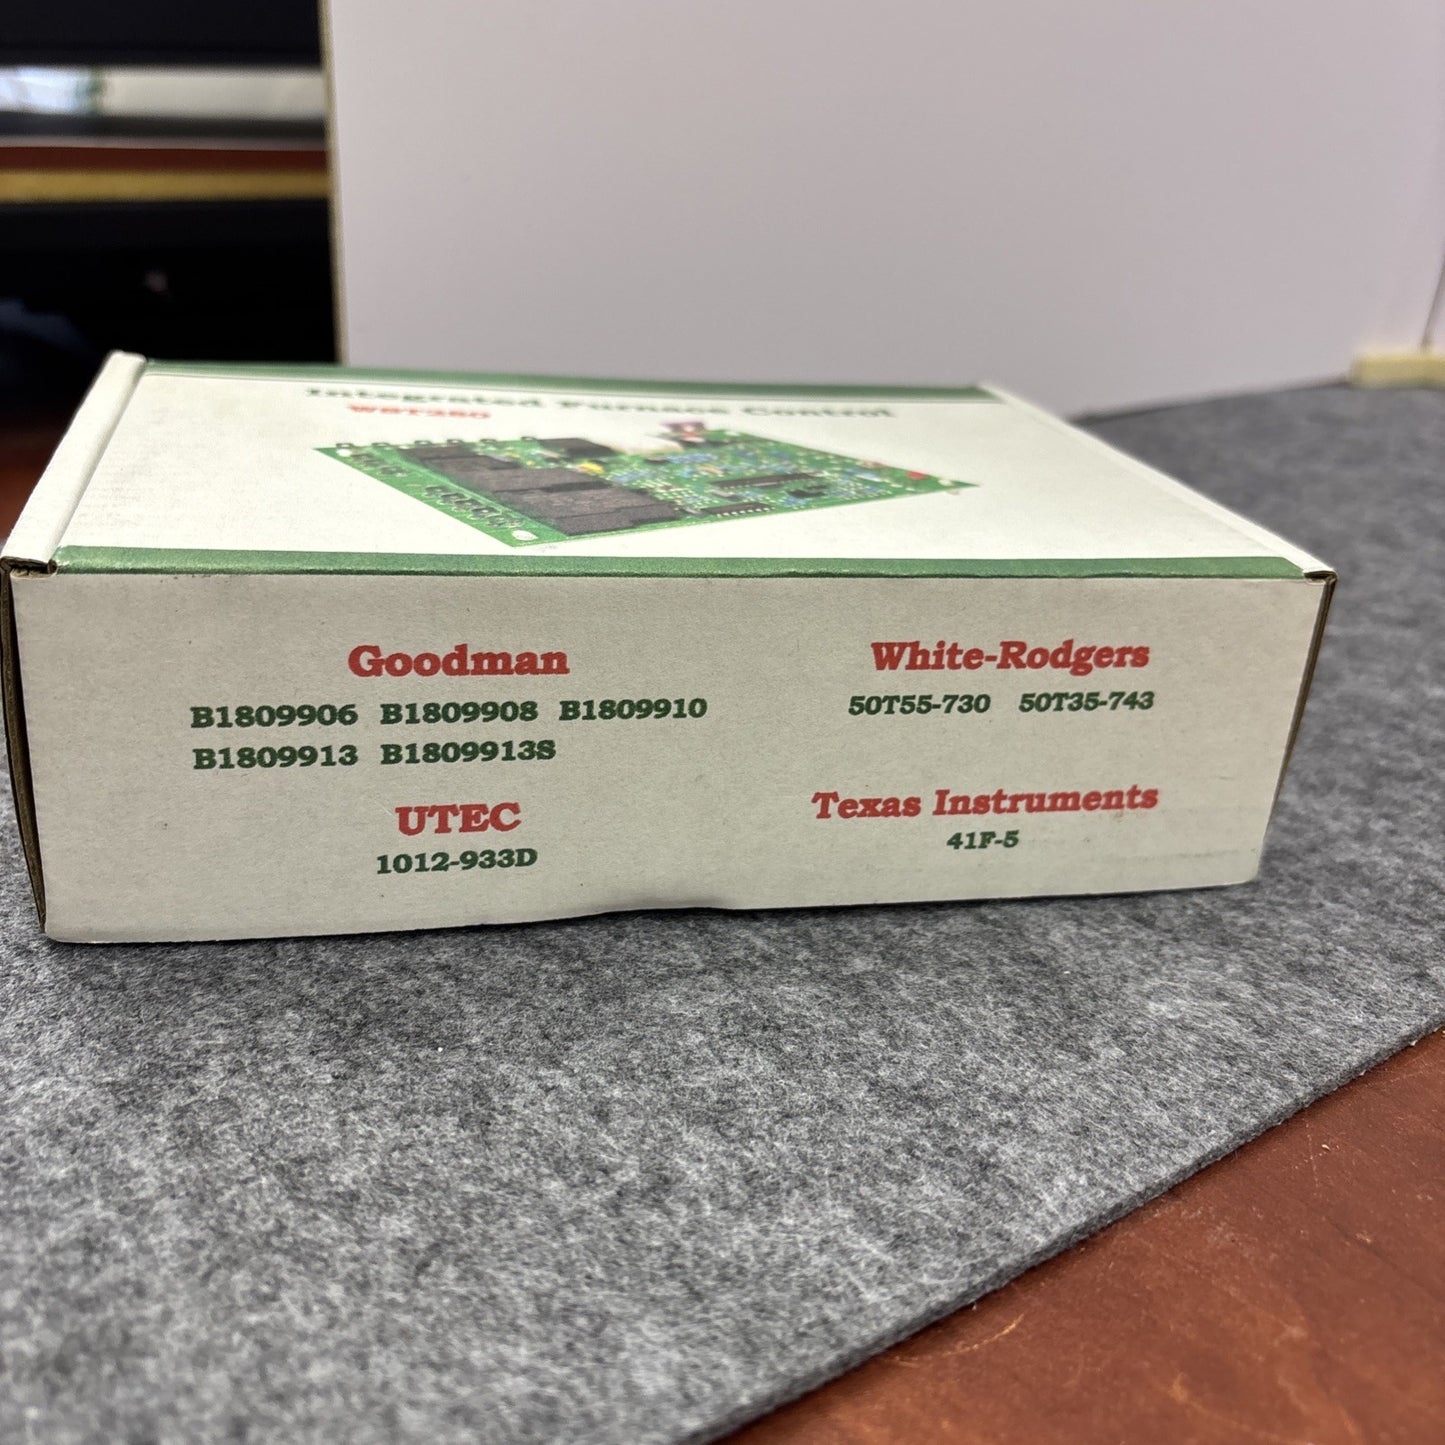 Integrated Furnace Control
Goodman
B1809906 B1809908 B1809910
B1809913 B1809913S
UTEC
1012-933D
White-Rodgers
50T55-730 50T35-743
Texas Instruments
41F-5